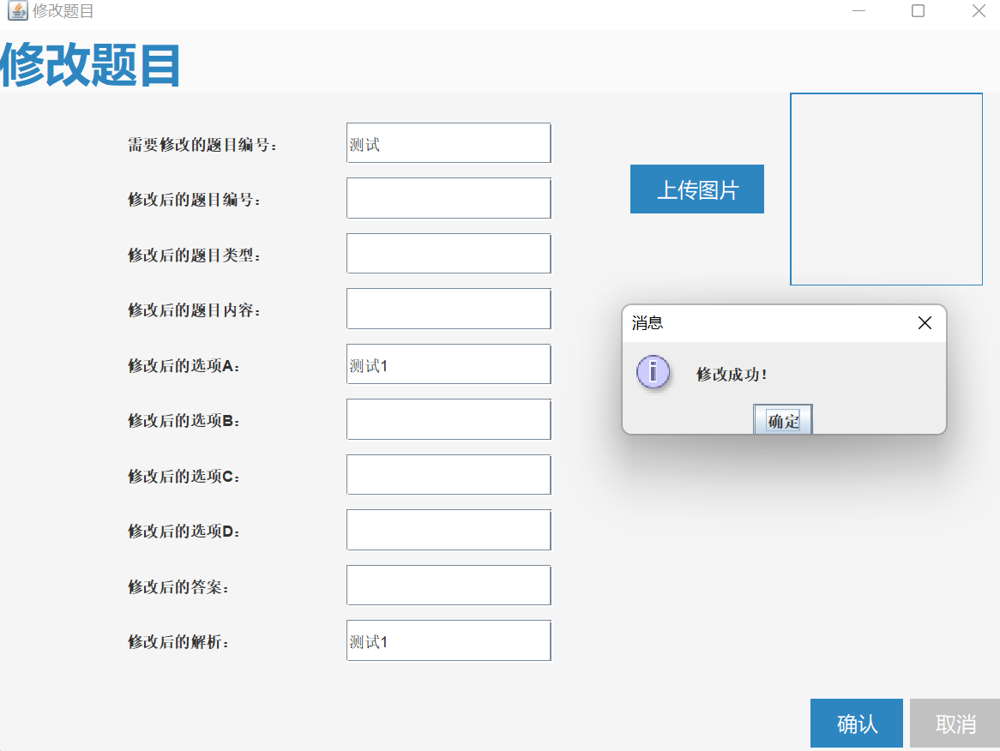 修改题目
修改题目
需要修改的题目编号：
测试
修改后的题目编号：
上传图片
修改后的题目类型：
修改后的题目内容：
消息
修改后的选项A：
测试1
修改成功！
修改后的选项B：
确定
修改后的选项C：
修改后的选项D：
修改后的答案：
修改后的解析：
测试1
确认
取消